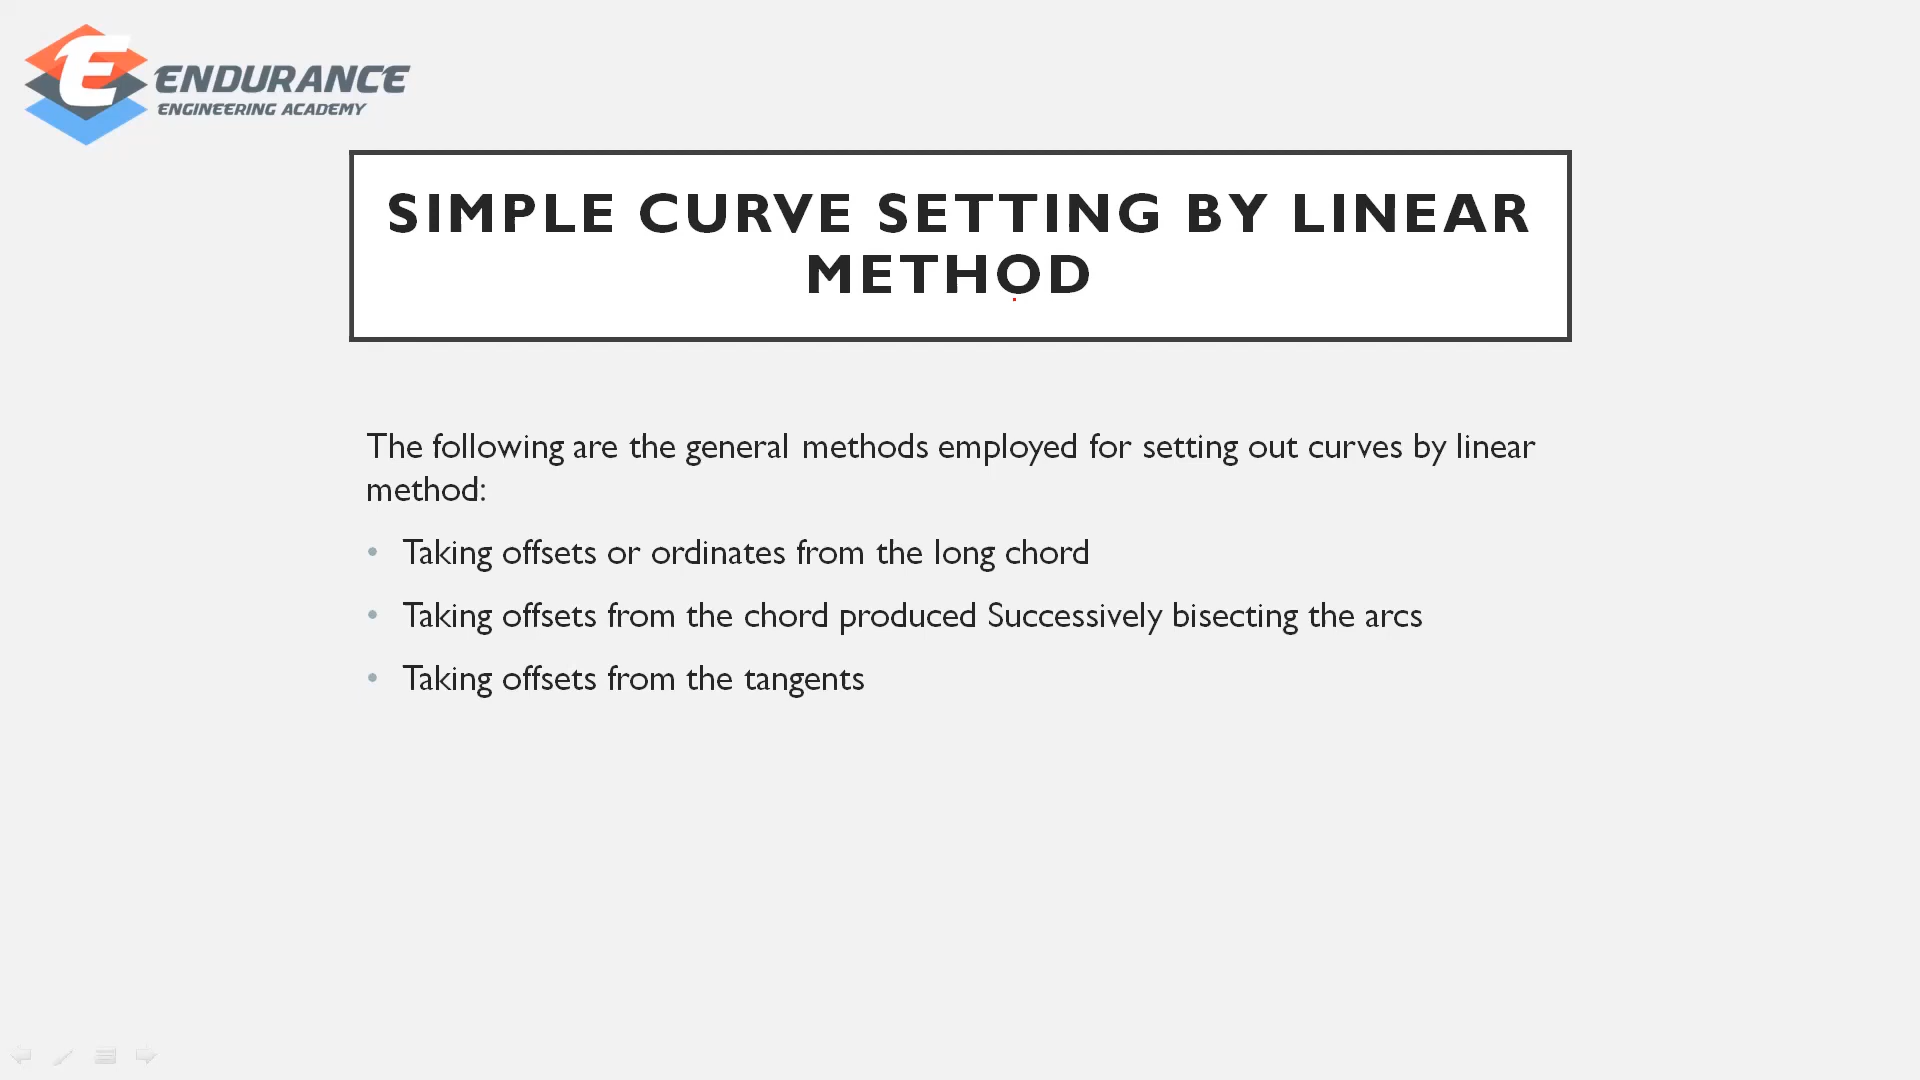 ENDURANCE
ENGINEERING ACADEMY
SIMPLE CURVE SETTING BY LINEAR
METHOD
The following are the general methods employed for setting out curves by linear
method:
• Taking offsets or ordinates from the long chord
• Taking offsets from the chord produced Successively bisecting the arcs
• Taking offsets from the tangents